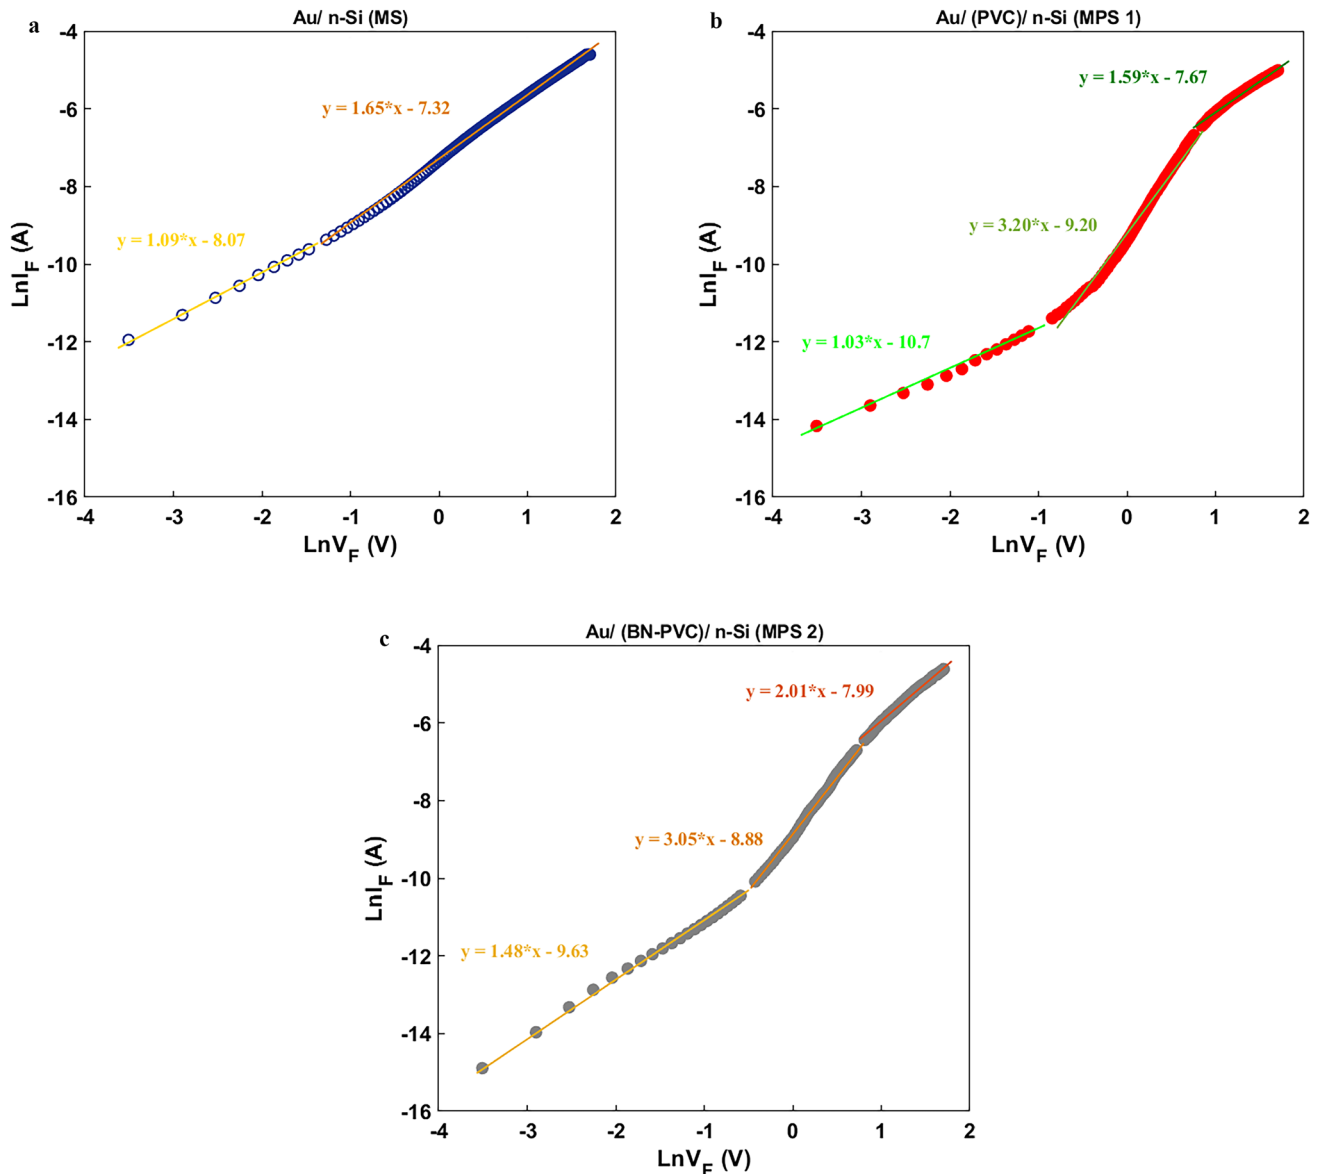 a
Au/ n-Si (MS)
-4
-6
-8
-10
-12
-14
-16
-4
-3
-2
-1
0
1
2
LnI_F (A)
LnV_F (V)
y = 1.65*x - 7.32
y = 1.09*x - 8.07
b
Au/ (PVC)/ n-Si (MPS 1)
-4
-6
-8
-10
-12
-14
-16
-4
-3
-2
-1
0
1
2
LnI_F (A)
LnV_F (V)
y = 1.59*x - 7.67
y = 3.20*x - 9.20
y = 1.03*x - 10.7
c
Au/ (BN-PVC)/ n-Si (MPS 2)
-4
-6
-8
-10
-12
-14
-16
-4
-3
-2
-1
0
1
2
LnI_F (A)
LnV_F (V)
y = 2.01*x - 7.99
y = 3.05*x - 8.88
y = 1.48*x - 9.63